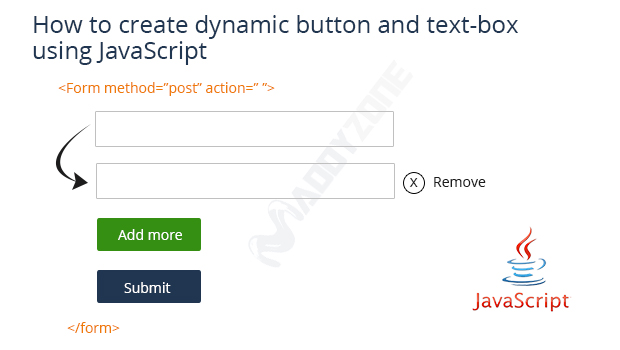 How to create dynamic button and text-box
using JavaScript
<Form method=”post” action=” ”>
X Remove
Add more
Submit
JavaScript
</form>
MADDYZONE